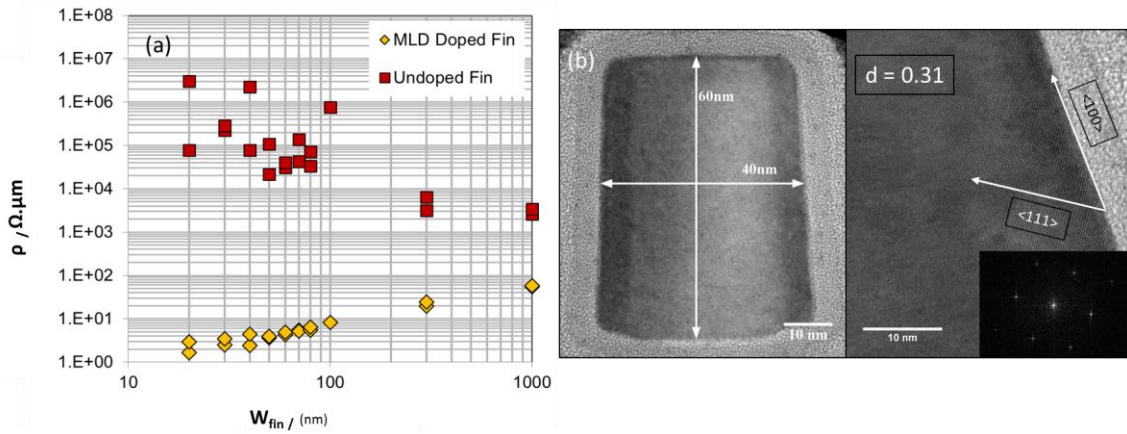 1.E+08
1.E+07
1.E+06
1.E+05
1.E+04
1.E+03
1.E+02
1.E+01
1.E+00
ρ / Ω.μm
(a)
MLD Doped Fin
Undoped Fin
10
100
1000
Wfin / (nm)
(b)
60nm
40nm
10 nm
d = 0.31
<100>
<111>
10 nm